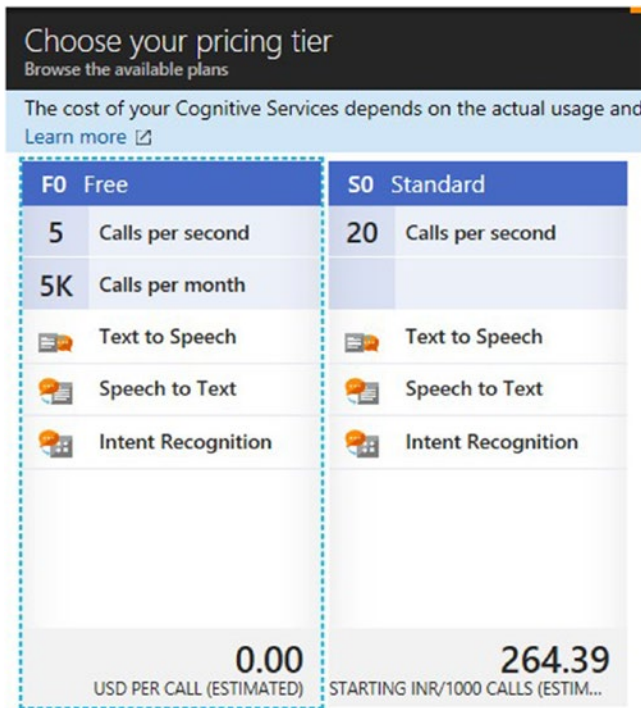 Choose your pricing tier
Browse the available plans
The cost of your Cognitive Services depends on the actual usage and
Learn more
F0 Free
5 Calls per second
5K Calls per month
Text to Speech
Speech to Text
Intent Recognition
0.00
USD PER CALL (ESTIMATED)
S0 Standard
20 Calls per second
Text to Speech
Speech to Text
Intent Recognition
264.39
STARTING INR/1000 CALLS (ESTIM...